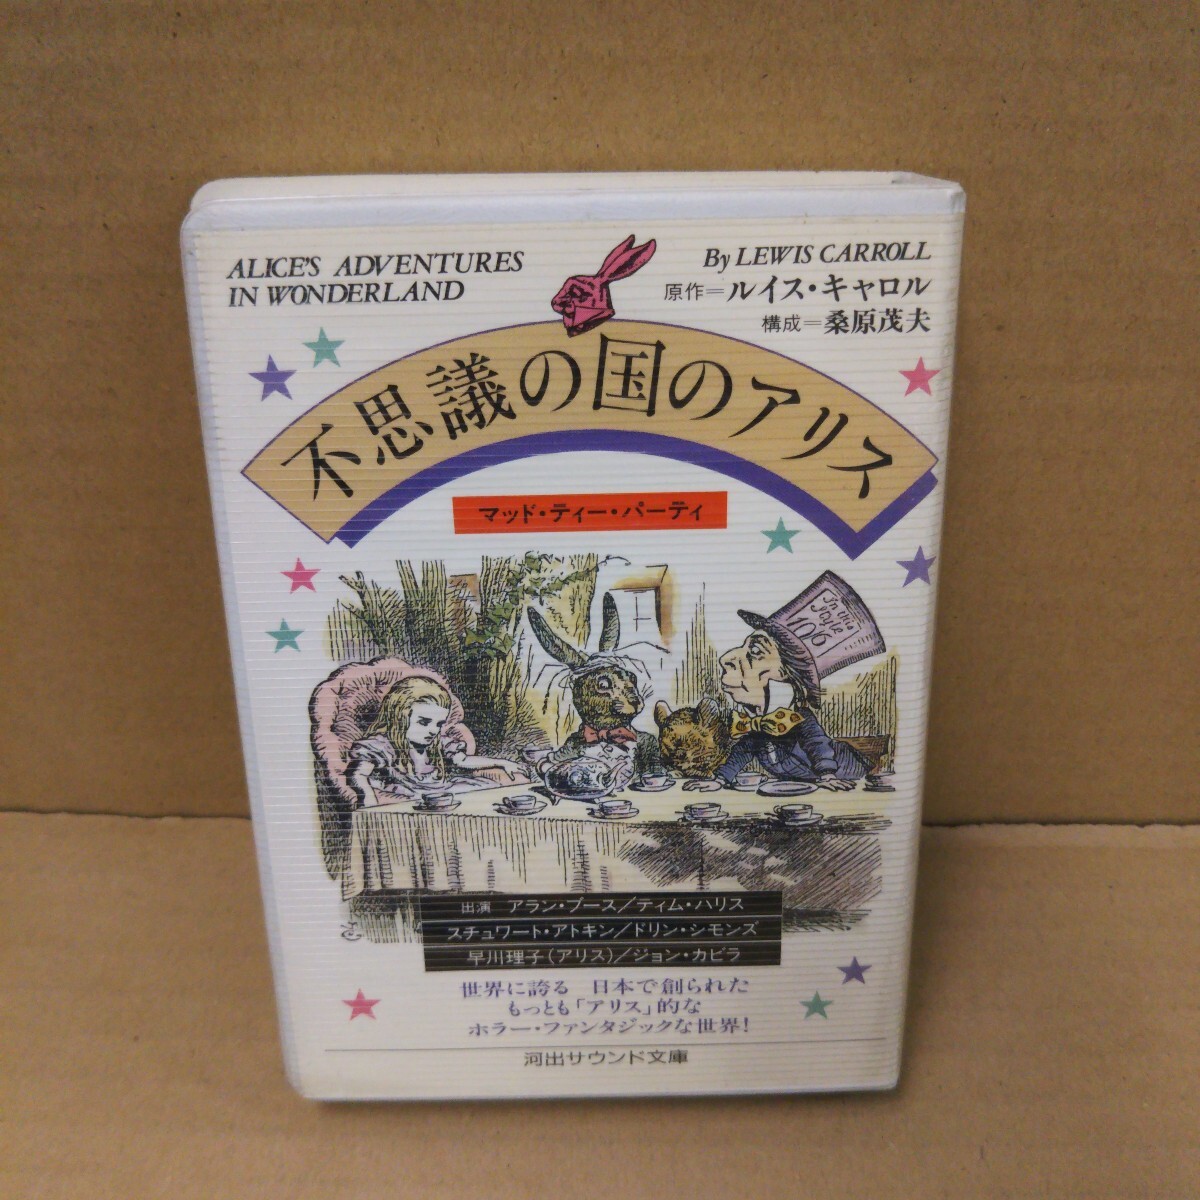 ALICE'S ADVENTURES
IN WONDERLAND
By LEWIS CARROLL
原作=ルイス・キャロル
構成=桑原茂夫
不思議の国のアリス
マッド・ティー・パーティ
In this
Style
10/6
出演 アラン・ブース/ティム・ハリス
スチュワート・アトキン/ドリン・シモンズ
早川理子(アリス)/ジョン・カビラ
世界に誇る 日本で創られた
もっとも「アリス」的な
ホラー・ファンタジックな世界!
河出サウンド文庫